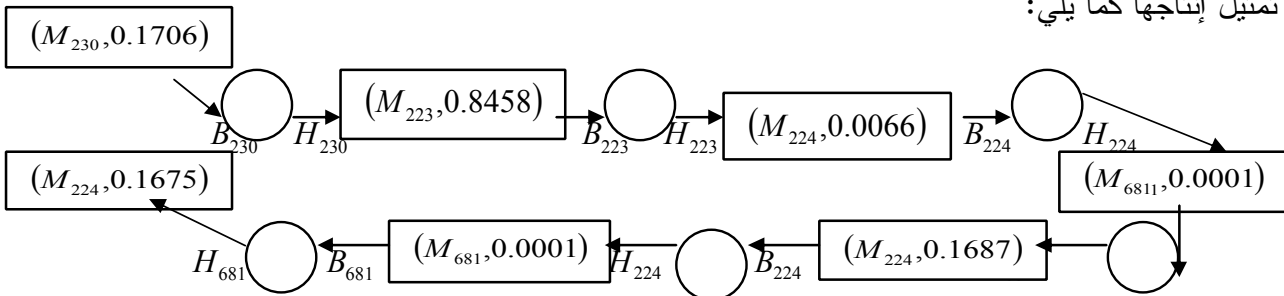 تمثيل إنتاجها كما يلي:
(M₂₃₀,0.1706)
B₂₃₀ H₂₃₀ (M₂₂₃,0.8458) B₂₂₃ H₂₂₃ (M₂₂₄,0.0066) B₂₂₄ H₂₂₄
(M₆₈₁₁,0.0001)
(M₂₂₄,0.1687) B₂₂₄ H₂₂₄ (M₆₈₁,0.0001) B₆₈₁ H₆₈₁
(M₂₂₄,0.1675)